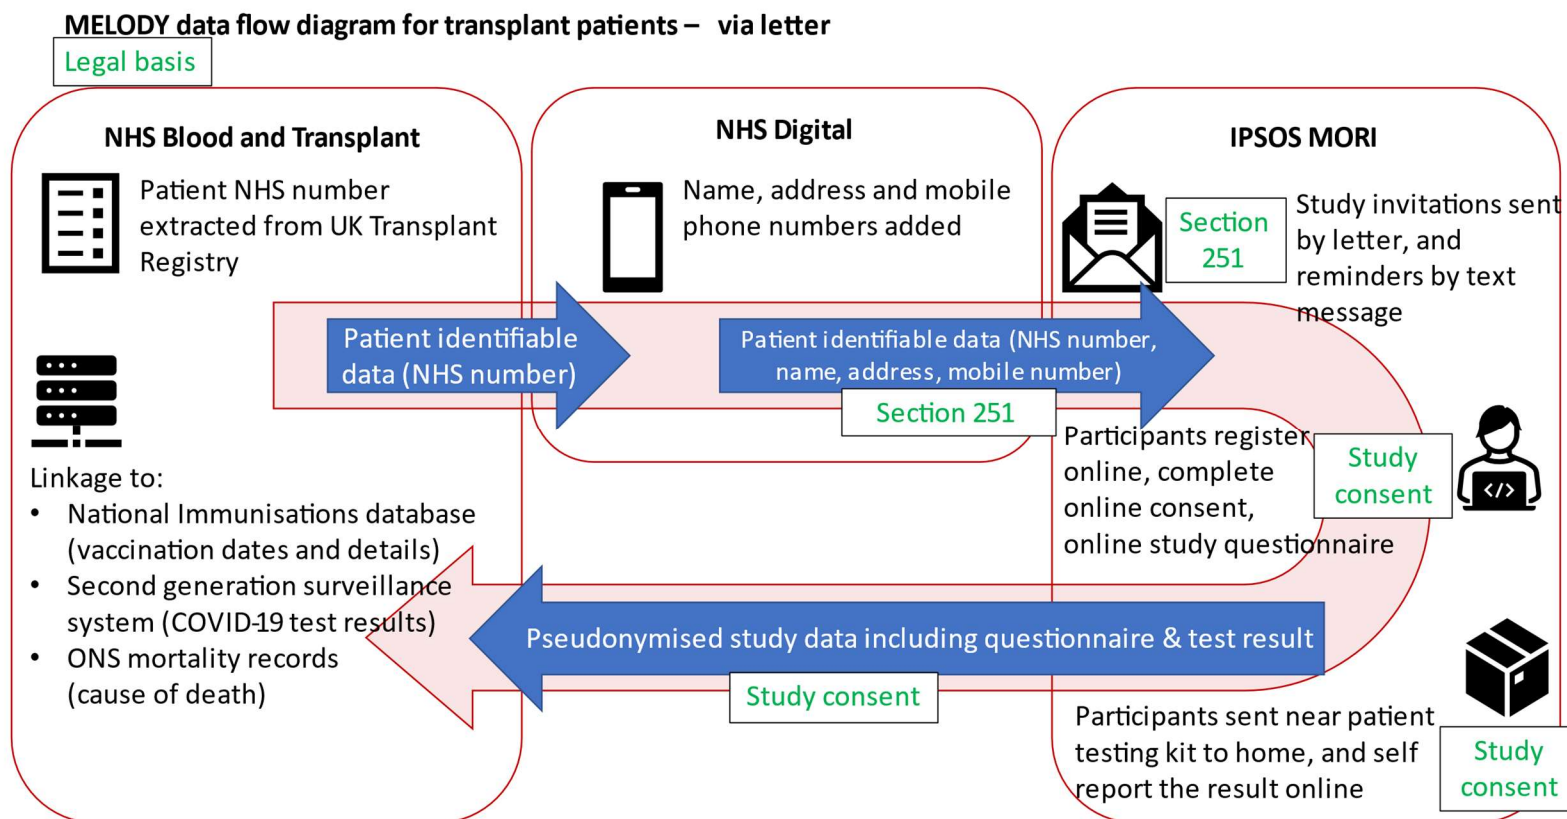 MELODY data flow diagram for transplant patients – via letter
Legal basis
NHS Blood and Transplant
Patient NHS number
extracted from UK Transplant
Registry
Patient identifiable
data (NHS number)
Linkage to:
• National Immunisations database
(vaccination dates and details)
• Second generation surveillance
system (COVID-19 test results)
• ONS mortality records
(cause of death)
NHS Digital
Name, address and mobile
phone numbers added
Patient identifiable data (NHS number,
name, address, mobile number)
Section 251
IPSOS MORI
Section
251
Study invitations sent
by letter, and
reminders by text
message
Participants register
online, complete
online consent,
online study questionnaire
Study
consent
</>
Pseudonymised study data including questionnaire & test result
Study consent
Participants sent near patient
testing kit to home, and self
report the result online
Study
consent